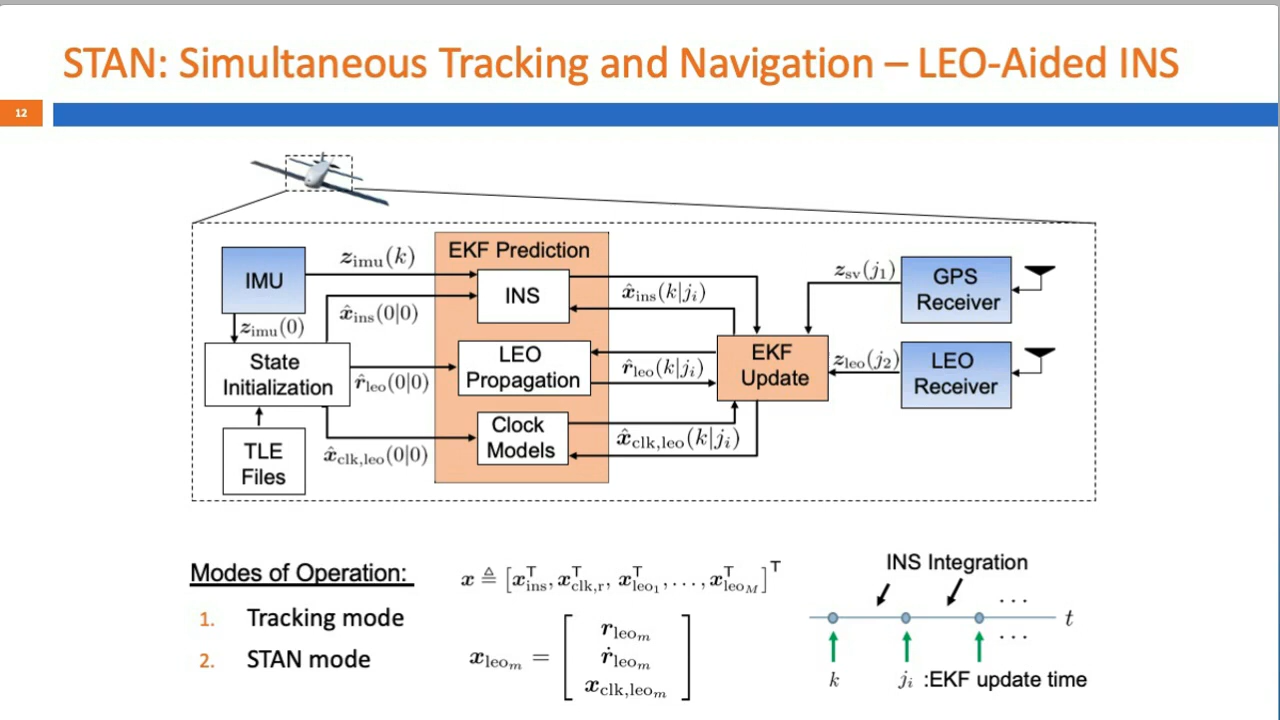 STAN: Simultaneous Tracking and Navigation – LEO-Aided INS
12
IMU
z_imu(k)
EKF Prediction
INS
x̂_ins(0|0)
z_imu(0)
State
Initialization
r̂_leo(0|0)
LEO
Propagation
TLE
Files
x̂_clk,leo(0|0)
Clock
Models
x̂_ins(k|j_i)
r̂_leo(k|j_i)
x̂_clk,leo(k|j_i)
EKF
Update
z_sv(j_1)
GPS
Receiver
z_leo(j_2)
LEO
Receiver
Modes of Operation:
1. Tracking mode
2. STAN mode
x ≜ [x_ins^T, x_clk,r^T, x_leo_1^T, . . . , x_leo_M^T]^T
x_leo_m = [ r_leo_m
ṙ_leo_m
x_clk,leo_m ]
INS Integration
. . .
t
. . .
k
j_i :EKF update time